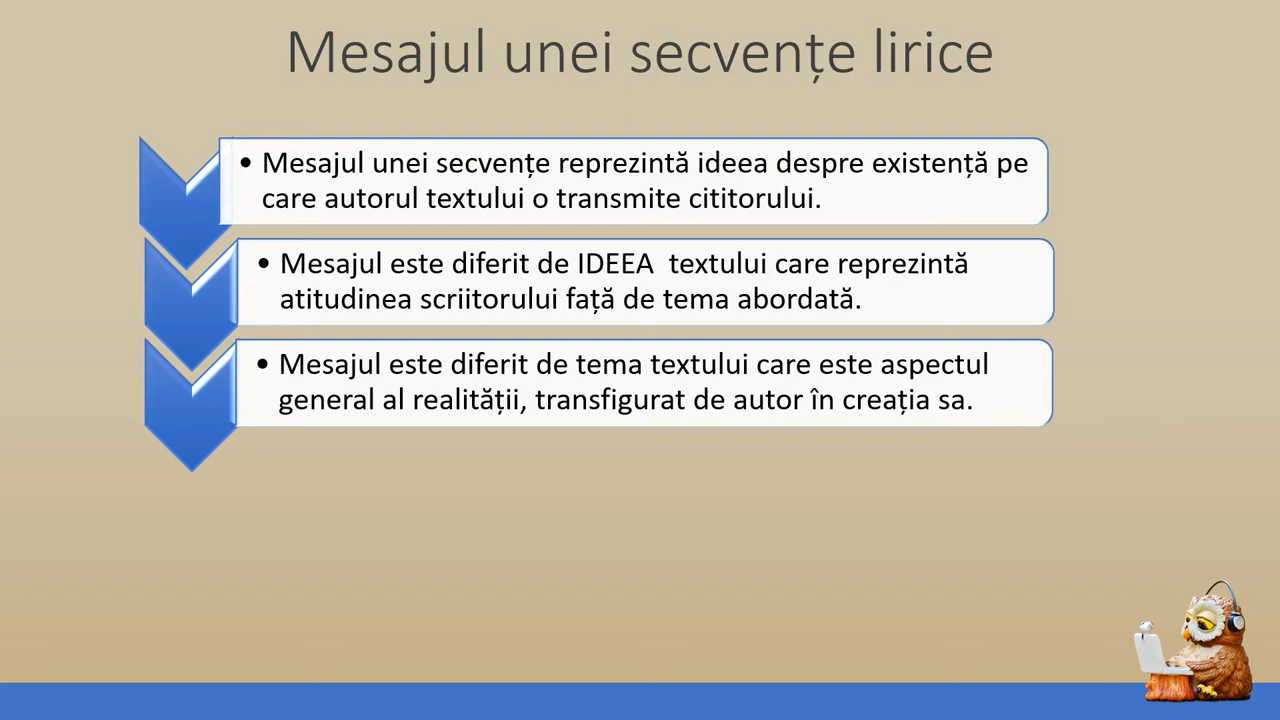 Mesajul unei secvențe lirice
• Mesajul unei secvențe reprezintă ideea despre existență pe
care autorul textului o transmite cititorului.
• Mesajul este diferit de IDEEA textului care reprezintă
atitudinea scriitorului față de tema abordată.
• Mesajul este diferit de tema textului care este aspectul
general al realității, transfigurat de autor în creația sa.